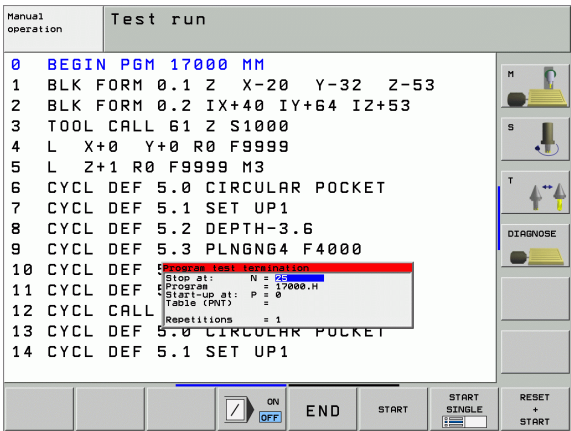 Manual
operation
Test run
0 BEGIN PGM 17000 MM
1 BLK FORM 0.1 Z X-20 Y-32 Z-53
2 BLK FORM 0.2 IX+40 IY+64 IZ+53
3 TOOL CALL 61 Z S1000
4 L X+0 Y+0 R0 F9999
5 L Z+1 R0 F9999 M3
6 CYCL DEF 5.0 CIRCULAR POCKET
7 CYCL DEF 5.1 SET UP1
8 CYCL DEF 5.2 DEPTH-3.6
9 CYCL DEF 5.3 PLNGNG4 F4000
10 CYCL DEF
11 CYCL DEF
12 CYCL CALL
13 CYCL DEF 5.0 CIRCULAR POCKET
14 CYCL DEF 5.1 SET UP1
Program test termination
Stop at: N = 25
Program = 17000.H
Start-up at: P = 0
Table (PNT) =
Repetitions = 1
M
S
T
DIAGNOSE
ON
OFF
END
START
START
SINGLE
RESET
+
START